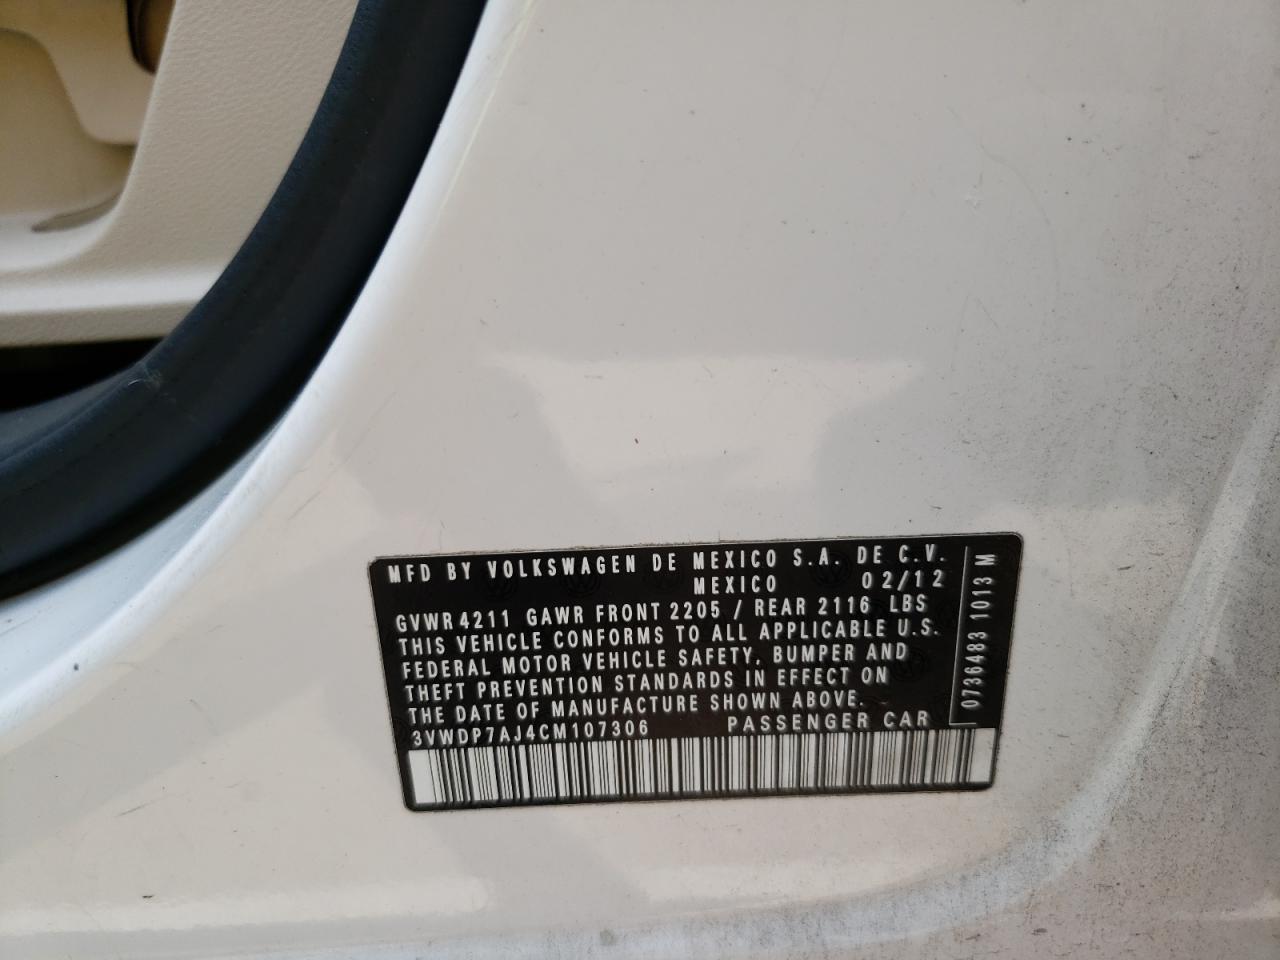 MFD BY VOLKSWAGEN DE MEXICO S.A. DE C.V.
MEXICO 02/12
GVWR 4211 GAWR FRONT 2205 / REAR 2116 LBS
THIS VEHICLE CONFORMS TO ALL APPLICABLE U.S.
FEDERAL MOTOR VEHICLE SAFETY, BUMPER AND
THEFT PREVENTION STANDARDS IN EFFECT ON
THE DATE OF MANUFACTURE SHOWN ABOVE.
3VWDP7AJ4CM107306 PASSENGER CAR
0736483 1013 M